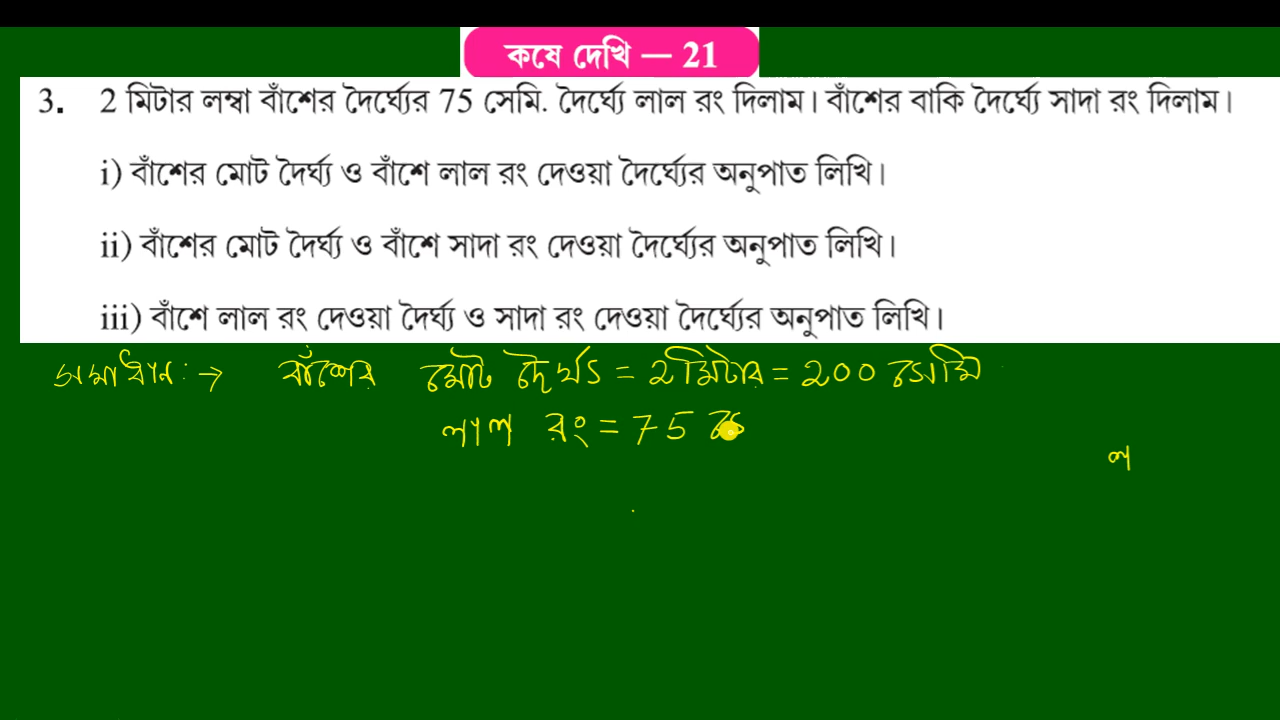 কষে দেখি — 21
3. 2 মিটার লম্বা বাঁশের দৈর্ঘ্যের 75 সেমি. দৈর্ঘ্যে লাল রং দিলাম। বাঁশের বাকি দৈর্ঘ্যে সাদা রং দিলাম।
i) বাঁশের মোট দৈর্ঘ্য ও বাঁশে লাল রং দেওয়া দৈর্ঘ্যের অনুপাত লিখি।
ii) বাঁশের মোট দৈর্ঘ্য ও বাঁশে সাদা রং দেওয়া দৈর্ঘ্যের অনুপাত লিখি।
iii) বাঁশে লাল রং দেওয়া দৈর্ঘ্য ও সাদা রং দেওয়া দৈর্ঘ্যের অনুপাত লিখি।
সমাধান:→ বাঁশের মোট দৈর্ঘ্য = 2 মিটার = 200 সেমি
লাল রং = 75
ল